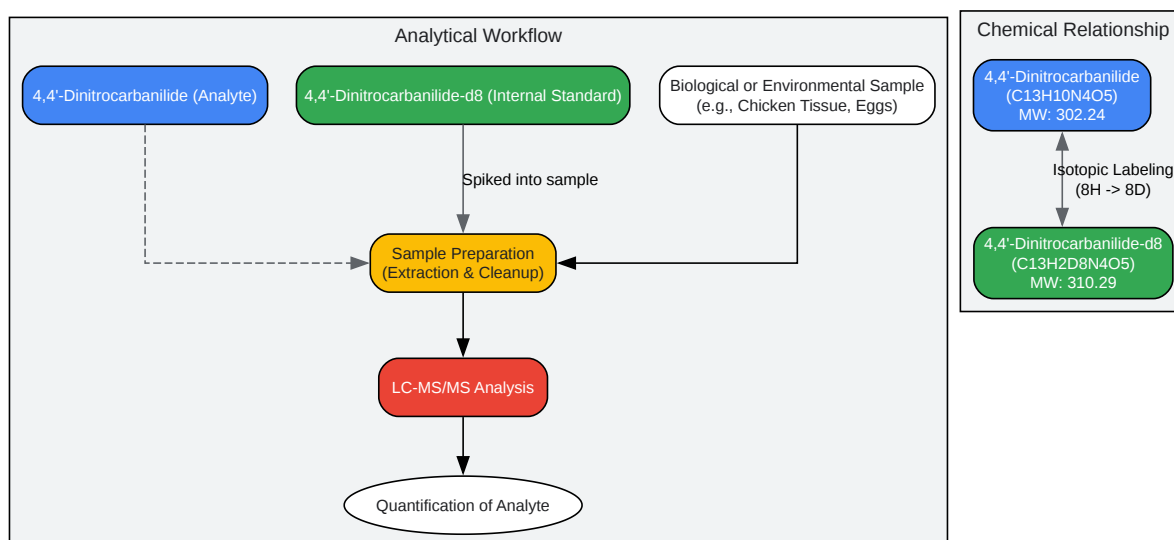 Analytical Workflow
4,4'-Dinitrocarbanilide (Analyte)
4,4'-Dinitrocarbanilide-d8 (Internal Standard)
Biological or Environmental Sample
(e.g., Chicken Tissue, Eggs)
Spiked into sample
Sample Preparation
(Extraction & Cleanup)
LC-MS/MS Analysis
Quantification of Analyte
Chemical Relationship
4,4'-Dinitrocarbanilide
(C13H10N4O5)
MW: 302.24
Isotopic Labeling
(8H -> 8D)
4,4'-Dinitrocarbanilide-d8
(C13H2D8N4O5)
MW: 310.29